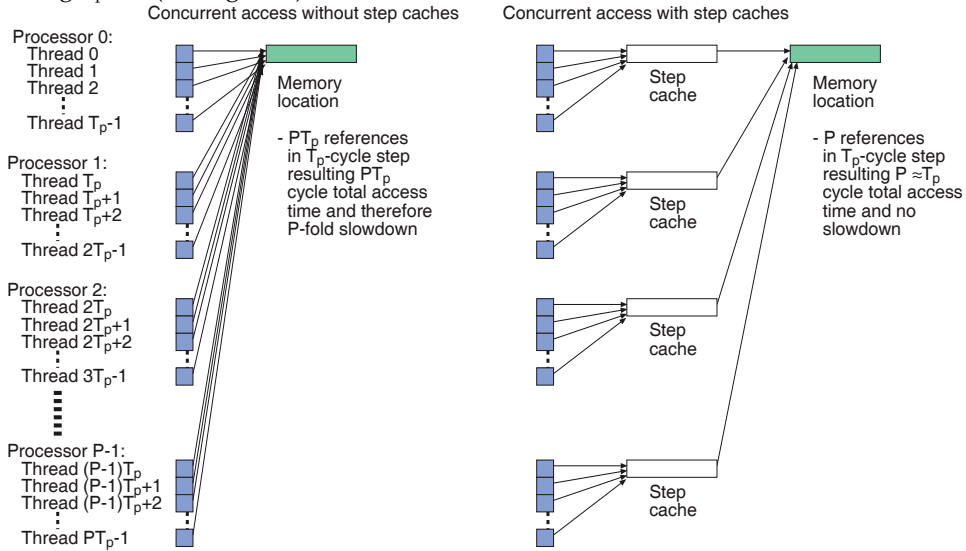 Concurrent access without step caches
Concurrent access with step caches
Processor 0:
Thread 0
Thread 1
Thread 2
Thread Tp-1
Processor 1:
Thread Tp
Thread Tp+1
Thread Tp+2
Thread 2Tp-1
Processor 2:
Thread 2Tp
Thread 2Tp+1
Thread 2Tp+2
Thread 3Tp-1
Processor P-1:
Thread (P-1)Tp
Thread (P-1)Tp+1
Thread (P-1)Tp+2
Thread PTp-1
Memory
location
- PTp references
in Tp-cycle step
resulting PTp
cycle total access
time and therefore
P-fold slowdown
Step
cache
Step
cache
Step
cache
Step
cache
Memory
location
- P references
in Tp-cycle step
resulting P ≈Tp
cycle total access
time and no
slowdown